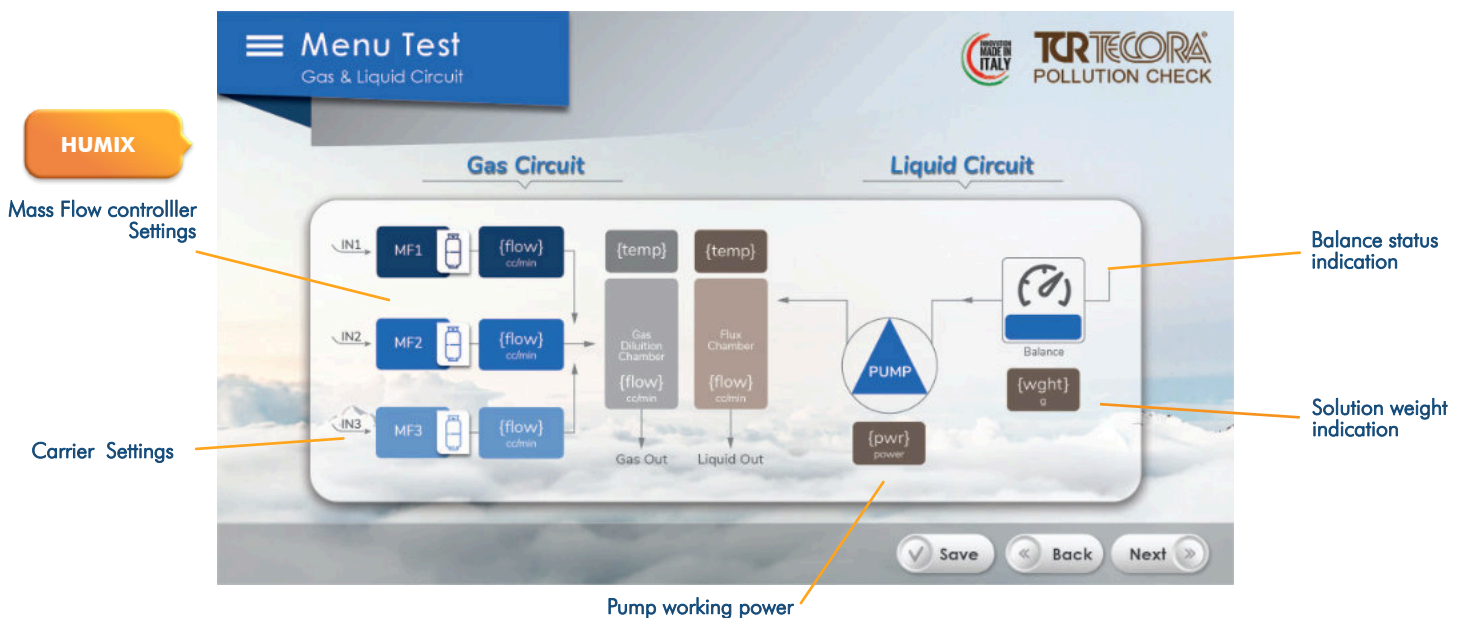 Menu Test
Gas & Liquid Circuit
INNOVATION
MADE IN
ITALY
TCR TECORA®
POLLUTION CHECK
HUMIX
Gas Circuit
Liquid Circuit
Mass Flow controlller
Settings
IN1
MF1
{flow}
cc/min
{temp}
{temp}
Balance status
indication
IN2
MF2
{flow}
cc/min
Gas
Dilution
Chamber
{flow}
cc/min
Flux
Chamber
{flow}
cc/min
PUMP
Balance
{wght}
g
IN3
MF3
{flow}
cc/min
Carrier Settings
Gas Out
Liquid Out
{pwr}
power
Solution weight
indication
Save
Back
Next
Pump working power